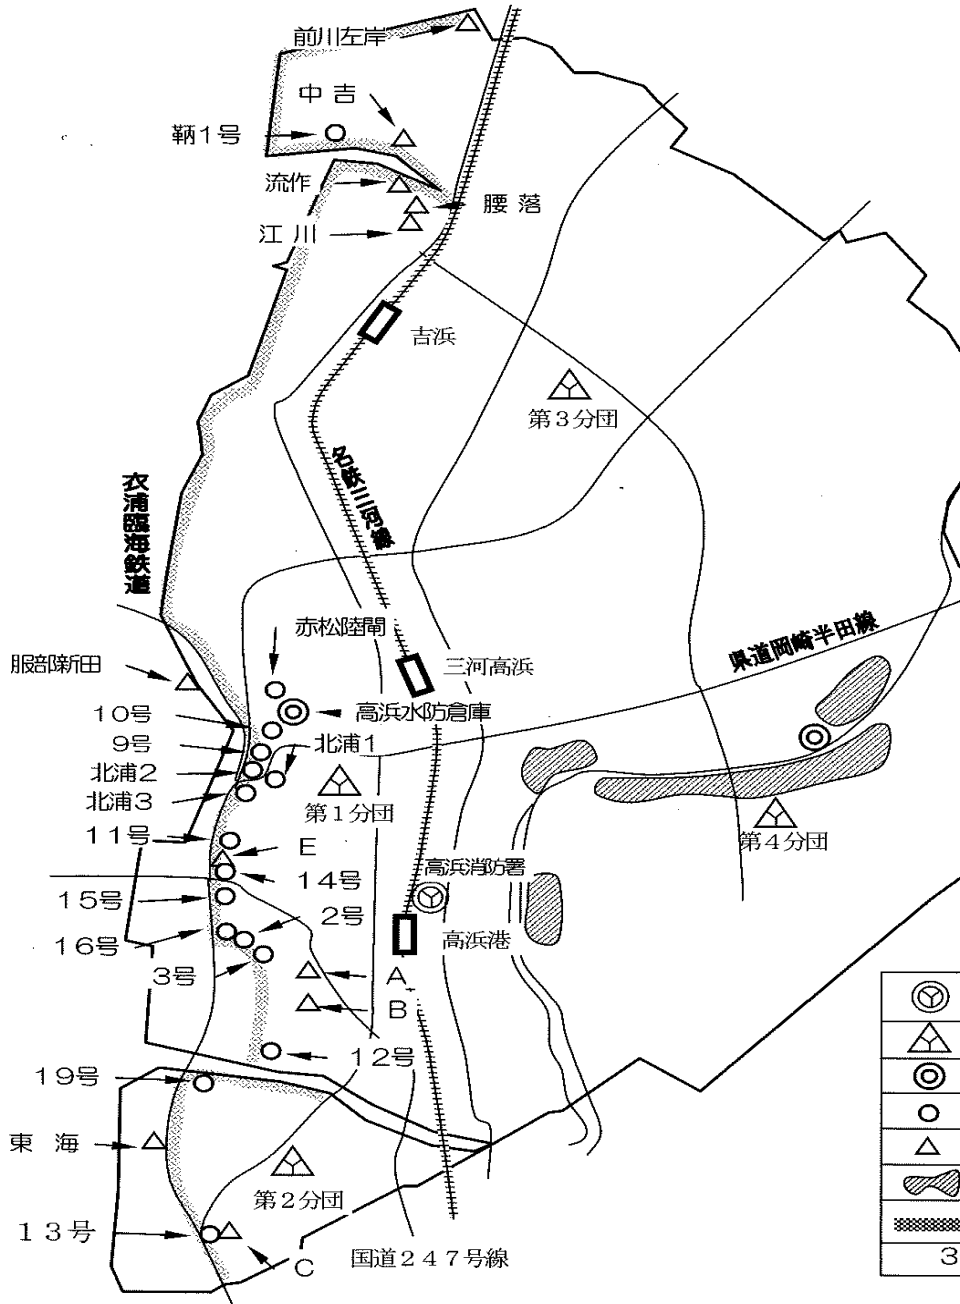 前川左岸
中吉
鞆1号
流作
腰落
江川
吉浜
第３分団
名鉄三河線
衣浦臨海鉄道
赤松陸閘
服部新田
三河高浜
県道岡崎半田線
10号
高浜水防倉庫
9号
北浦1
北浦2
北浦3
第１分団
第４分団
11号
E
高浜消防署
14号
15号
2号
16号
高浜港
3号
A
B
12号
19号
東海
第２分団
13号
国道２４７号線
C
3